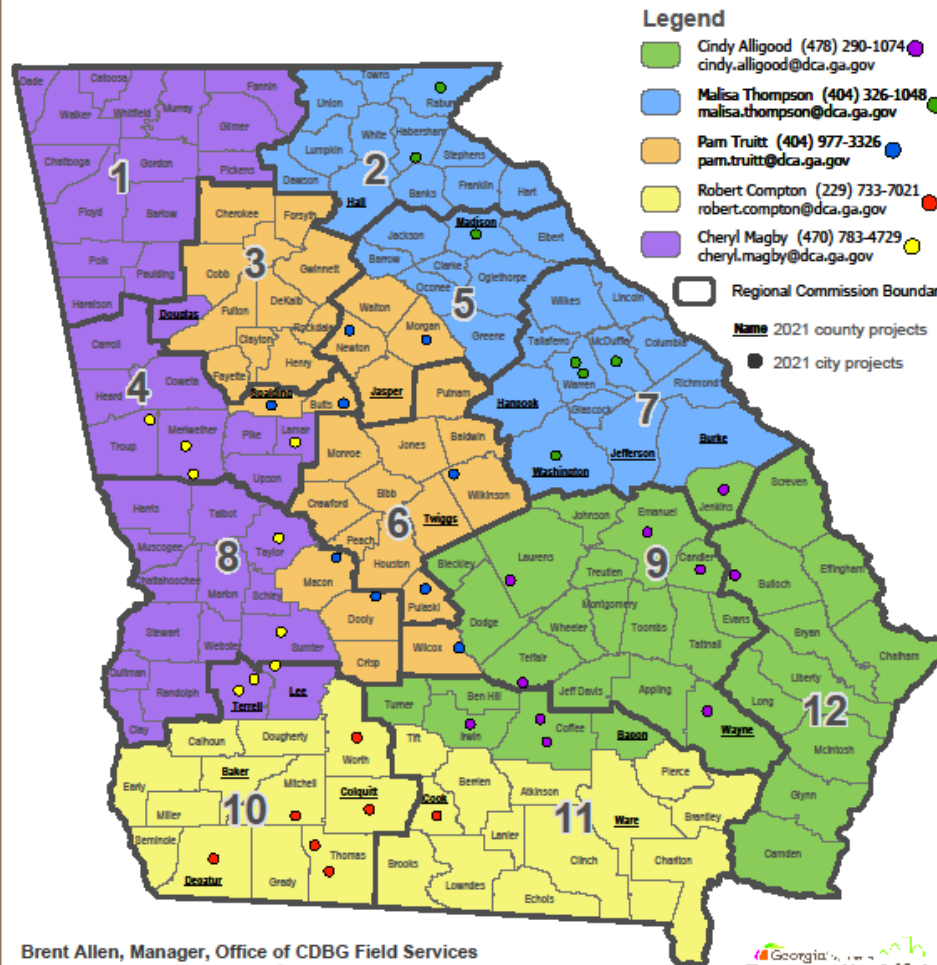 Legend
Cindy Alligood (478) 290-1074
cindy.alligood@dca.ga.gov
Malisa Thompson (404) 326-1048
malisa.thompson@dca.ga.gov
Pam Truitt (404) 977-3326
pam.truitt@dca.ga.gov
Robert Compton (229) 733-7021
robert.compton@dca.ga.gov
Cheryl Magby (470) 783-4729
cheryl.magby@dca.ga.gov
Regional Commission Boundar
Name 2021 county projects
2021 city projects
1
Dade
Catoosa
Fannin
Walker
Whitfield
Murray
Gilmer
Chattooga
Gordon
Pickens
Floyd
Bartow
Polk
Paulding
Haralson
2
Towns
Union
Rabun
White
Habersham
Lumpkin
Stephens
Dawson
Banks
Franklin
Hart
Hall
3
Cherokee
Forsyth
Cobb
Gwinnett
Fulton
DeKalb
Rockdale
Clayton
Henry
Fayette
Douglas
4
Carroll
Coweta
Heard
Troup
Meriwether
Pike
Lamar
Upson
Spalding
Butts
5
Madison
Jackson
Elbert
Barrow
Clarke
Oglethorpe
Oconee
Walton
Greene
Morgan
Newton
Jasper
6
Putnam
Baldwin
Jones
Monroe
Bibb
Wilkinson
Crawford
Twiggs
Peach
Houston
Pulaski
7
Wilkes
Lincoln
Taliaferro
McDuffie
Columbia
Warren
Richmond
Hancock
Glascock
Burke
Washington
Jefferson
Jenkins
8
Harris
Talbot
Muscogee
Taylor
Chattahoochee
Marion
Schley
Macon
Stewart
Webster
Sumter
Dooly
Quitman
Randolph
Crisp
Clay
9
Johnson
Emanuel
Bleckley
Laurens
Candler
Treutlen
Montgomery
Dodge
Wheeler
Toombs
Evans
Tattnall
Telfair
Wilcox
Jeff Davis
Appling
Wayne
10
Terrell
Lee
Calhoun
Dougherty
Worth
Early
Baker
Mitchell
Colquitt
Miller
Seminole
Decatur
Grady
Thomas
11
Turner
Ben Hill
Irwin
Coffee
Bacon
Tift
Pierce
Berrien
Atkinson
Cook
Ware
Brantley
Lanier
Clinch
Charlton
Brooks
Lowndes
Echols
12
Screven
Bulloch
Effingham
Bryan
Chatham
Liberty
Long
McIntosh
Glynn
Camden
Brent Allen, Manager, Office of CDBG Field Services
Georgia